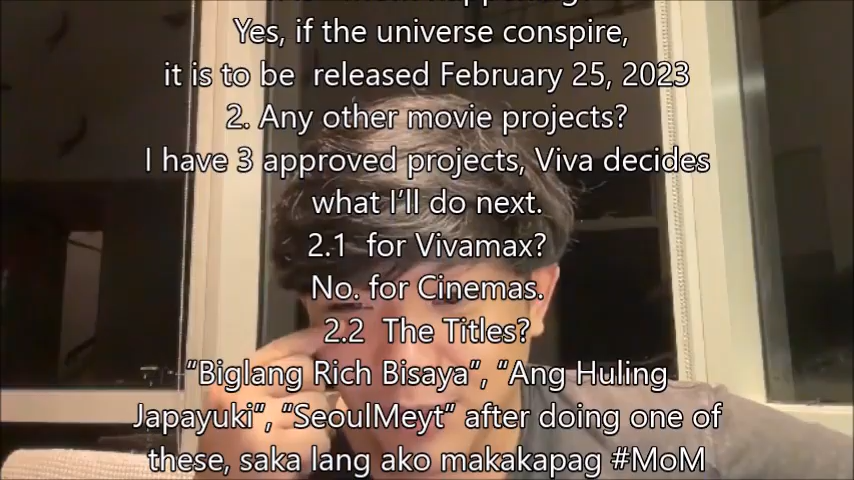 Yes, if the universe conspire,
it is to be released February 25, 2023
2. Any other movie projects?
I have 3 approved projects, Viva decides
what I'll do next.
2.1 for Vivamax?
No. for Cinemas.
2.2 The Titles?
“Biglang Rich Bisaya”, “Ang Huling
Japayuki”, “SeoulMeyt” after doing one of
these, saka lang ako makakapag #MoM